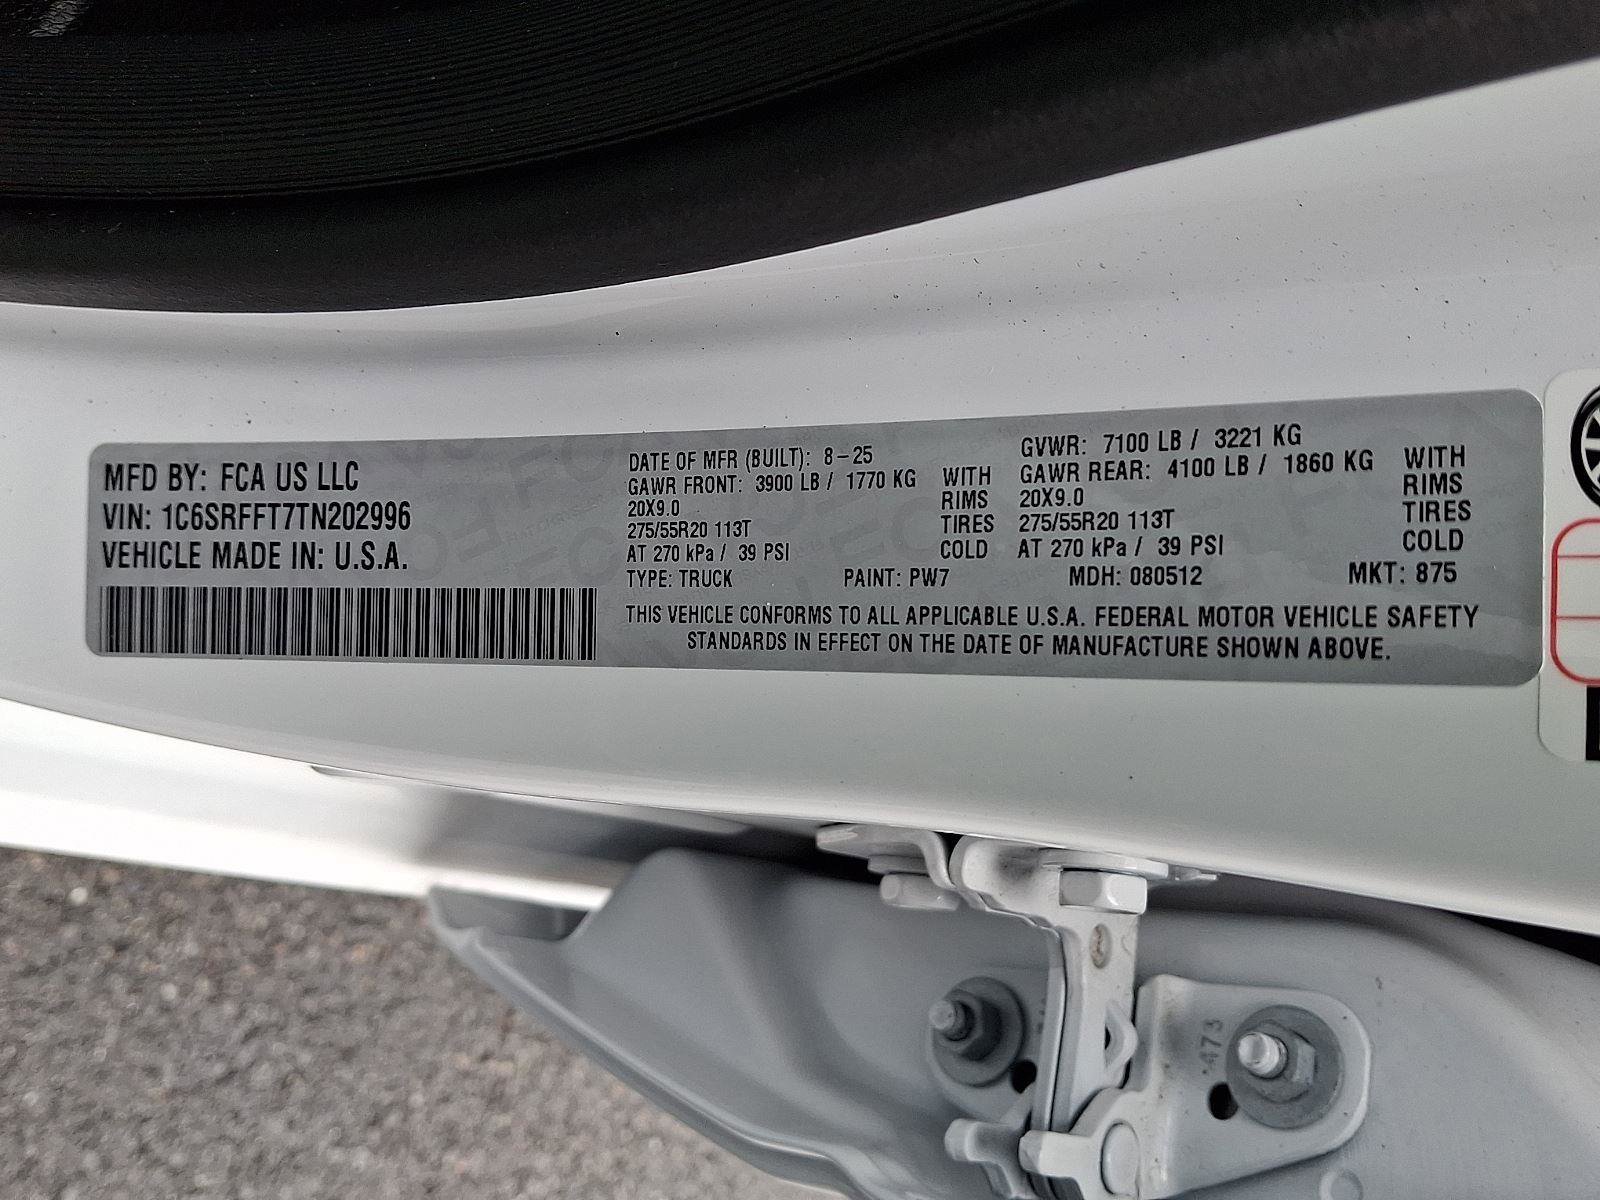 MFD BY: FCA US LLC
VIN: 1C6SRFFT7TN202996
VEHICLE MADE IN: U.S.A.
DATE OF MFR (BUILT): 8-25
GAWR FRONT: 3900 LB / 1770 KG WITH
20X9.0 RIMS
275/55R20 113T TIRES
AT 270 kPa / 39 PSI COLD
GVWR: 7100 LB / 3221 KG
GAWR REAR: 4100 LB / 1860 KG WITH
20X9.0 RIMS
275/55R20 113T TIRES
AT 270 kPa / 39 PSI COLD
TYPE: TRUCK PAINT: PW7 MDH: 080512 MKT: 875
THIS VEHICLE CONFORMS TO ALL APPLICABLE U.S.A. FEDERAL MOTOR VEHICLE SAFETY
STANDARDS IN EFFECT ON THE DATE OF MANUFACTURE SHOWN ABOVE.
473